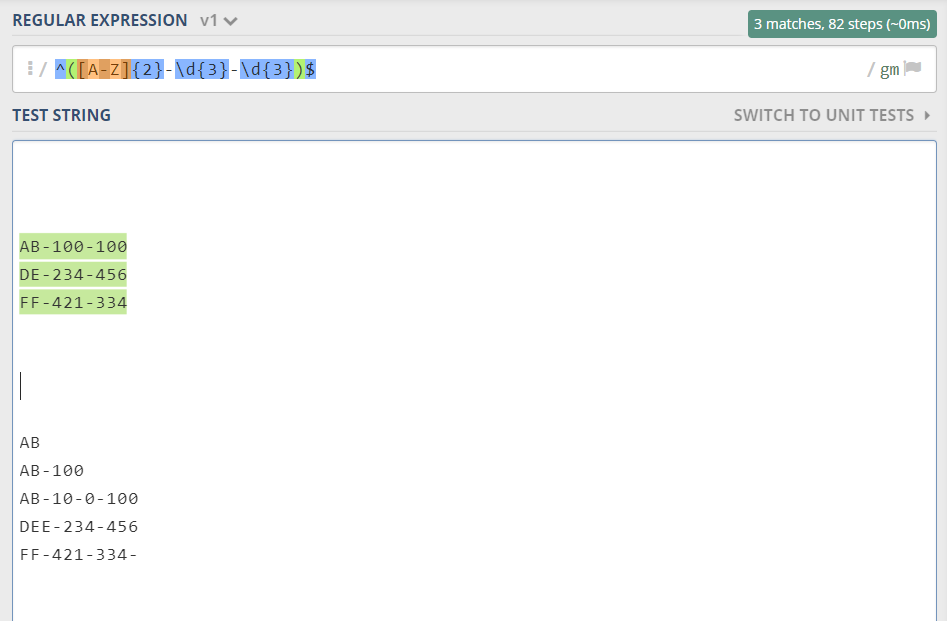 REGULAR EXPRESSION v1
3 matches, 82 steps (~0ms)
/ ^([A-Z]{2}-\d{3}-\d{3})$ / gm
TEST STRING
SWITCH TO UNIT TESTS
AB-100-100
DE-234-456
FF-421-334
AB
AB-100
AB-10-0-100
DEE-234-456
FF-421-334-